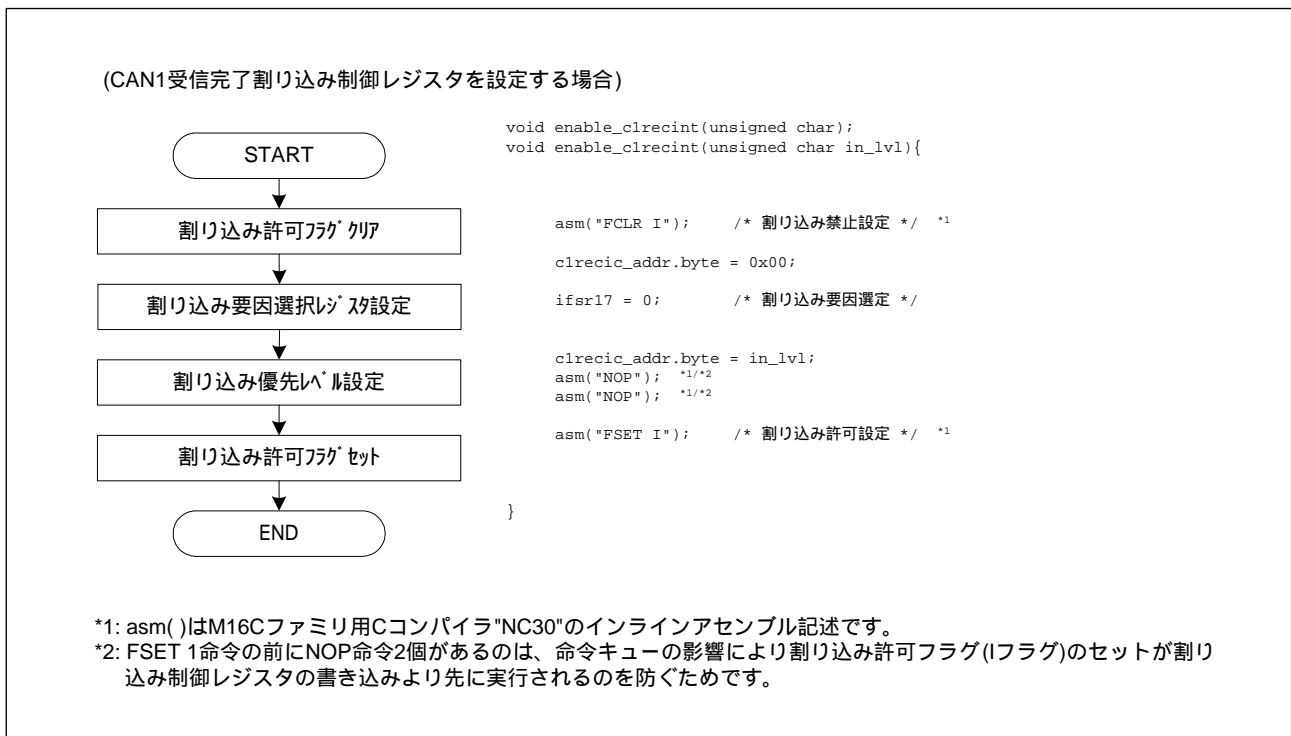 (CAN1受信完了割り込み制御レジスタを設定する場合)
START
割り込み許可ﾌﾗｸﾞｸﾘｱ
割り込み要因選択ﾚｼﾞｽﾀ設定
割り込み優先ﾚﾍﾞﾙ設定
割り込み許可ﾌﾗｸﾞｾｯﾄ
END
void enable_c1recint(unsigned char);
void enable_c1recint(unsigned char in_lvl){
asm("FCLR I"); /* 割り込み禁止設定 */ *1
c1recic_addr.byte = 0x00;
ifsr17 = 0; /* 割り込み要因選定 */
c1recic_addr.byte = in_lvl;
asm("NOP"); *1/*2
asm("NOP"); *1/*2
asm("FSET I"); /* 割り込み許可設定 */ *1
}
*1: asm( )はM16Cファミリ用Cコンパイラ"NC30"のインラインアセンブル記述です。
*2: FSET 1命令の前にNOP命令2個があるのは、命令キューの影響により割り込み許可フラグ(Iフラグ)のセットが割り
込み制御レジスタの書き込みより先に実行されるのを防ぐためです。